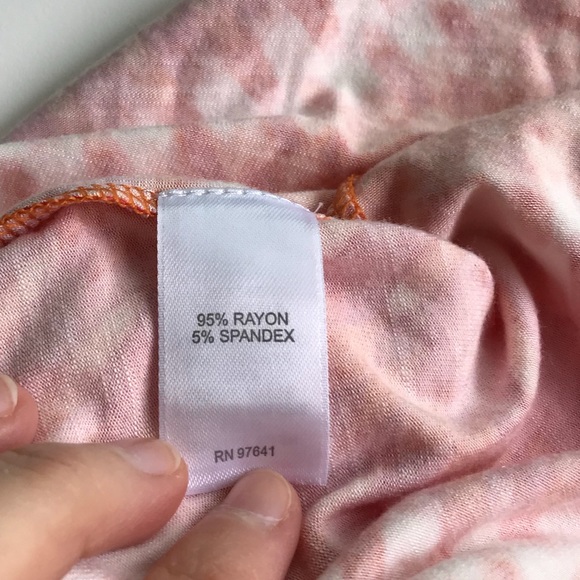 95% RAYON
5% SPANDEX
RN 97641